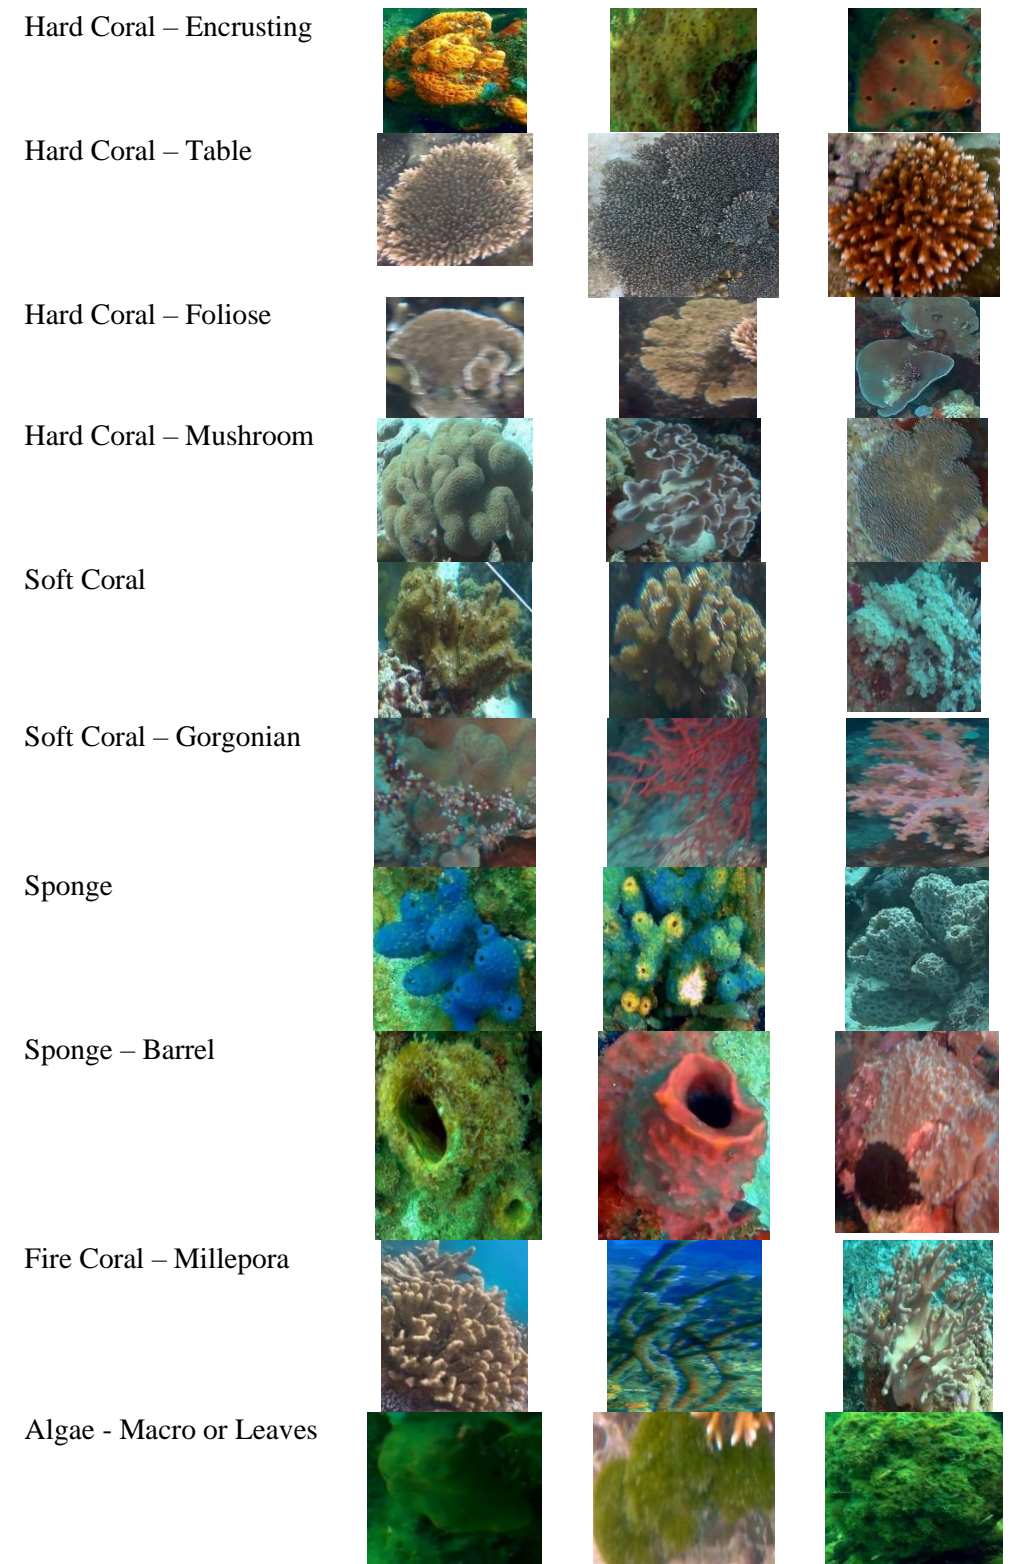 Hard Coral – Encrusting
Hard Coral – Table
Hard Coral – Foliose
Hard Coral – Mushroom
Soft Coral
Soft Coral – Gorgonian
Sponge
Sponge – Barrel
Fire Coral – Millepora
Algae - Macro or Leaves